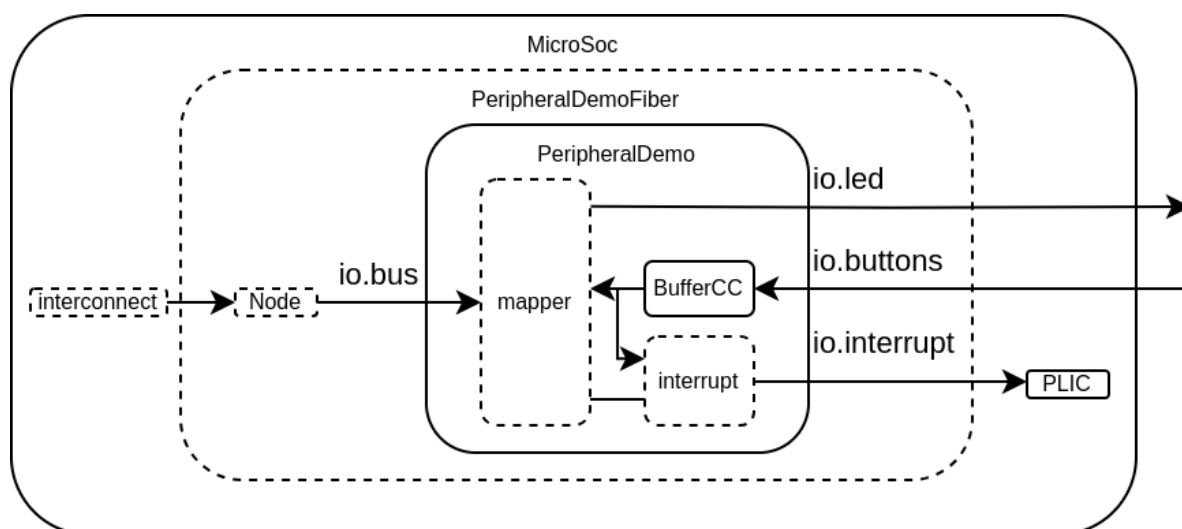 MicroSoc
PeripheralDemoFiber
PeripheralDemo
io.led
io.bus
io.buttons
interconnect
Node
mapper
BufferCC
io.interrupt
interrupt
PLIC